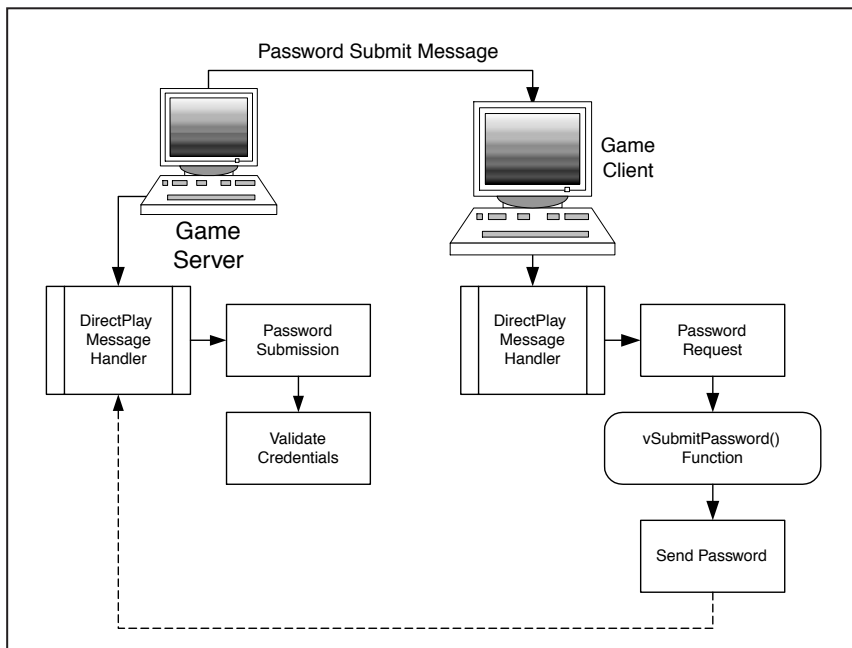 Password Submit Message
Game
Client
Game
Server
DirectPlay
Message
Handler
Password
Submission
DirectPlay
Message
Handler
Password
Request
Validate
Credentials
vSubmitPassword()
Function
Send Password